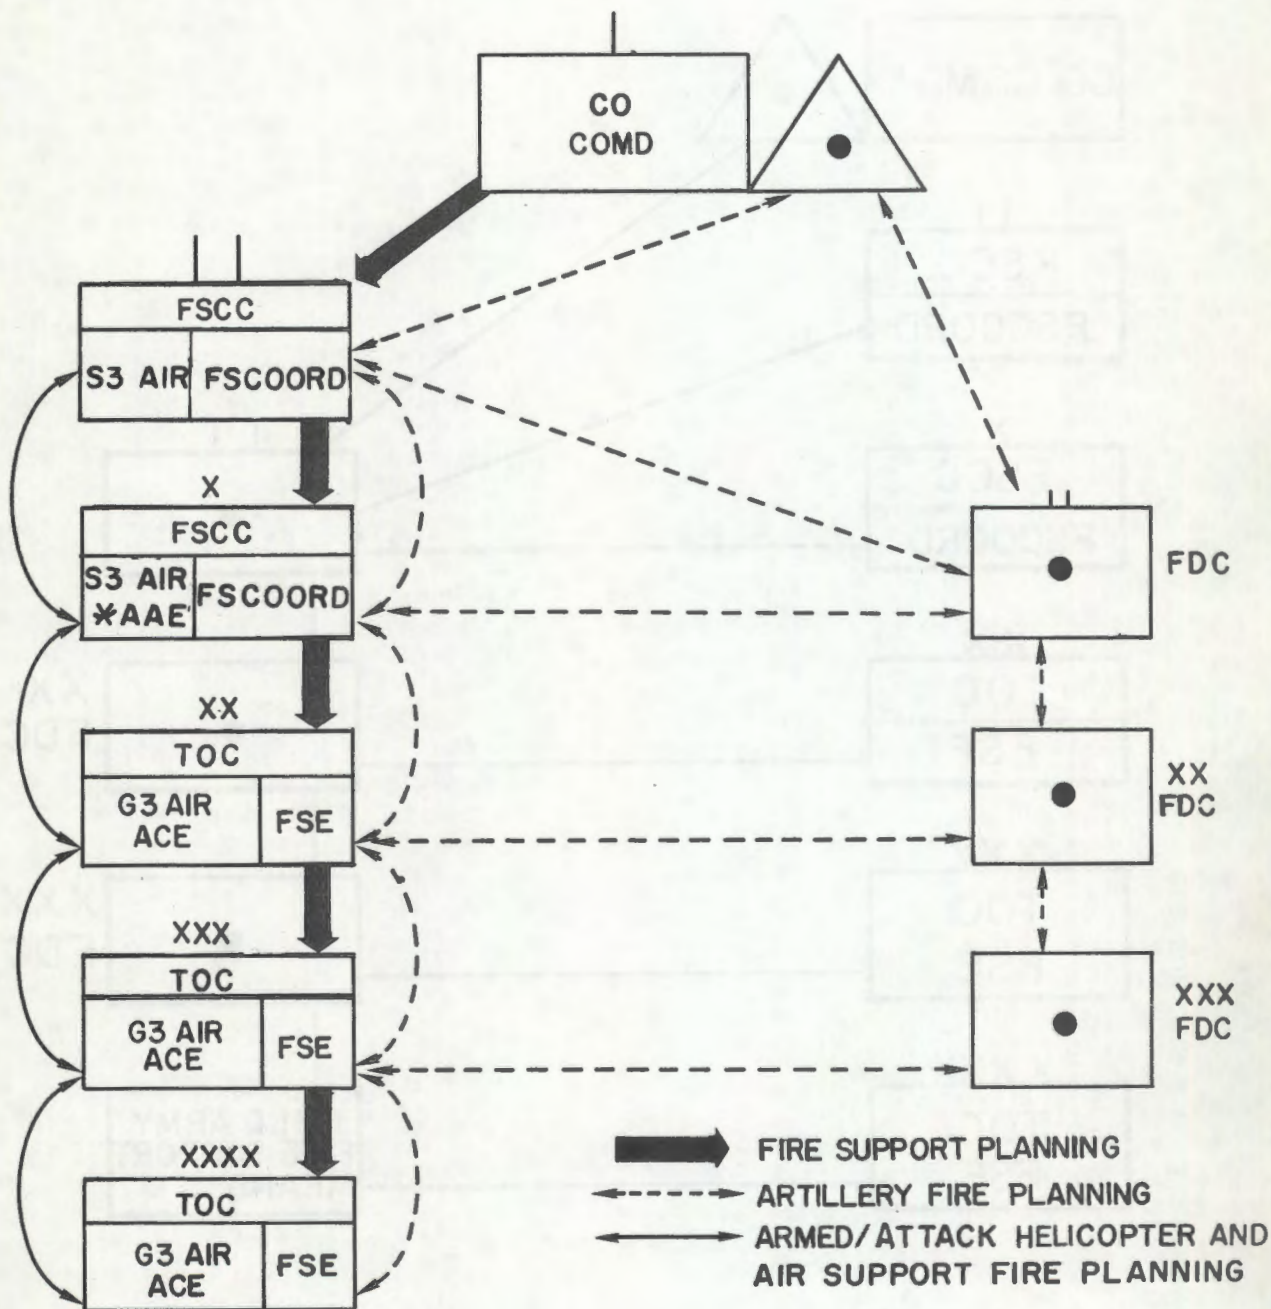 CO
COMD
FSCC
S3 AIR
FSCOORD
X
FSCC
S3 AIR
*AAE
FSCOORD
FDC
XX
TOC
G3 AIR
ACE
FSE
XX
FDC
XXX
TOC
G3 AIR
ACE
FSE
XXX
FDC
XXXX
TOC
G3 AIR
ACE
FSE
FIRE SUPPORT PLANNING
ARTILLERY FIRE PLANNING
ARMED/ATTACK HELICOPTER AND
AIR SUPPORT FIRE PLANNING